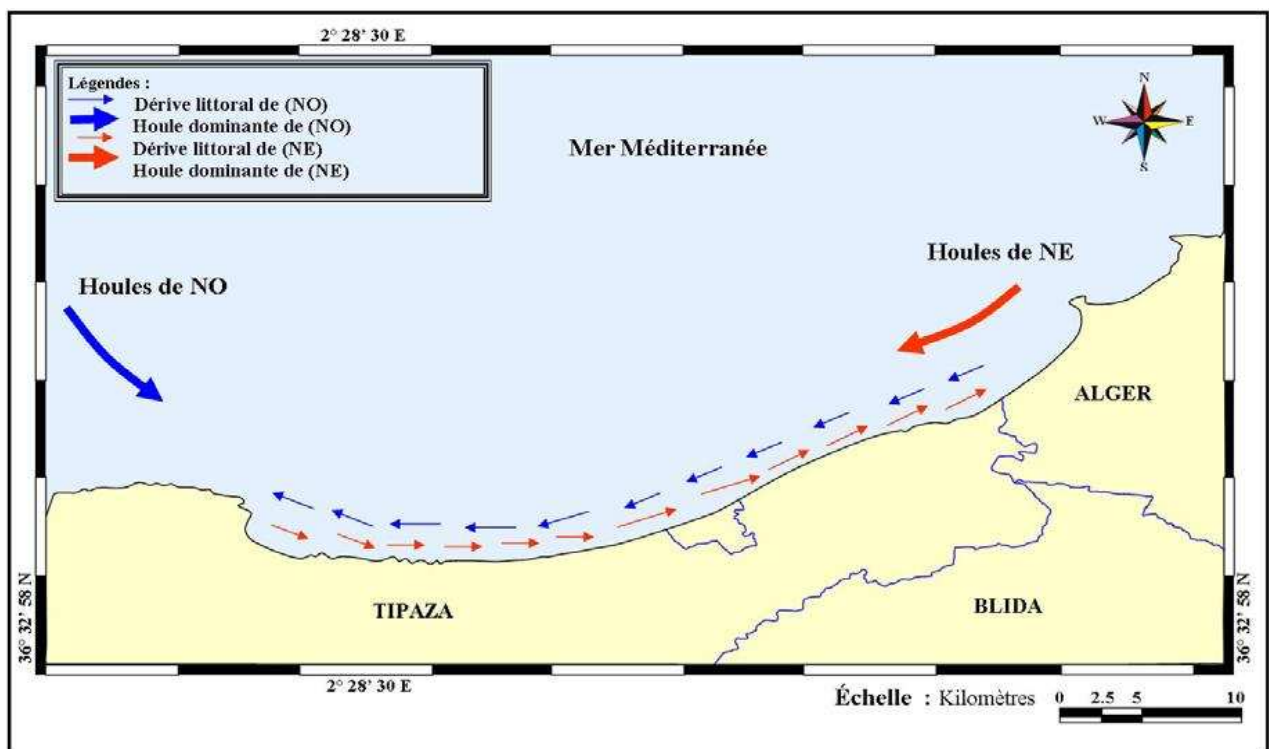 2° 28' 30 E
Légendes :
Dérive littoral de (NO)
Houle dominante de (NO)
Dérive littoral de (NE)
Houle dominante de (NE)
Mer Méditerranée
N
W
E
S
Houles de NO
Houles de NE
ALGER
TIPAZA
BLIDA
36° 32' 58 N
36° 32' 58 N
2° 28' 30 E
Échelle : Kilomètres
0 2.5 5 10